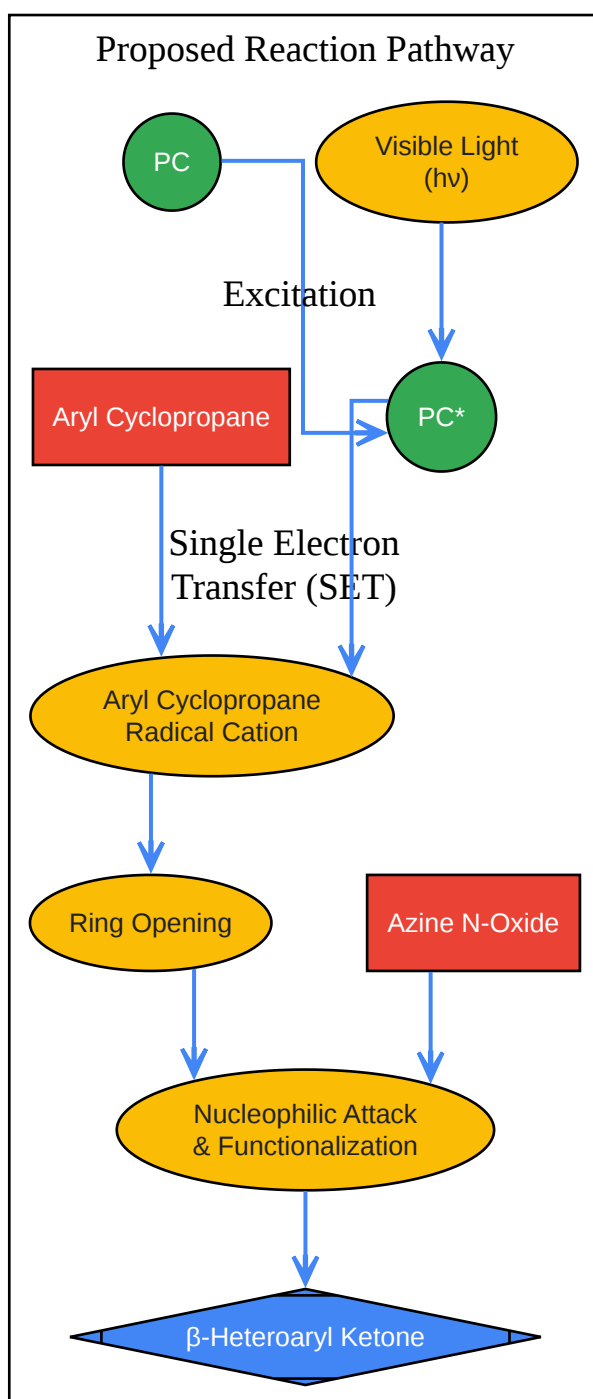 Proposed Reaction Pathway
PC
Visible Light
(hν)
Excitation
Aryl Cyclopropane
PC*
Single Electron
Transfer (SET)
Aryl Cyclopropane
Radical Cation
Ring Opening
Azine N-Oxide
Nucleophilic Attack
& Functionalization
β-Heteroaryl Ketone